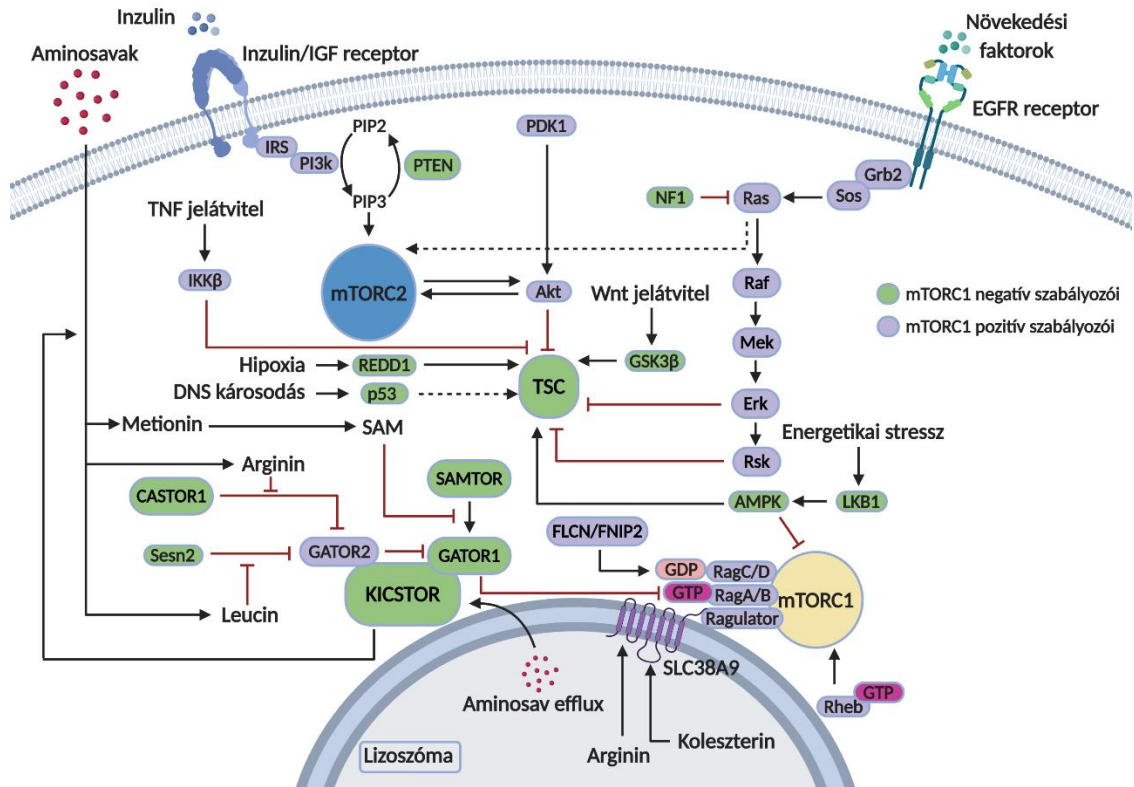 Inzulin
Aminosavak
Inzulin/IGF receptor
Növekedési
faktorok
EGFR receptor
IRS
PI3k
PIP2
PTEN
PIP3
PDK1
NF1
Ras
Sos
Grb2
TNF jelátvitel
IKKβ
mTORC2
Akt
Wnt jelátvitel
Raf
mTORC1 negatív szabályozói
mTORC1 pozitív szabályozói
Mek
Hipoxia
REDD1
TSC
GSK3β
DNS károsodás
p53
Erk
Metionin
SAM
Energetikai stressz
Rsk
Arginin
CASTOR1
SAMTOR
AMPK
LKB1
FLCN/FNIP2
Sesn2
GATOR2
GATOR1
GDP
RagC/D
KICSTOR
GTP
RagA/B
mTORC1
Leucin
Ragulator
SLC38A9
Aminosav efflux
GTP
Rheb
Lizoszóma
Arginin
Koleszterin